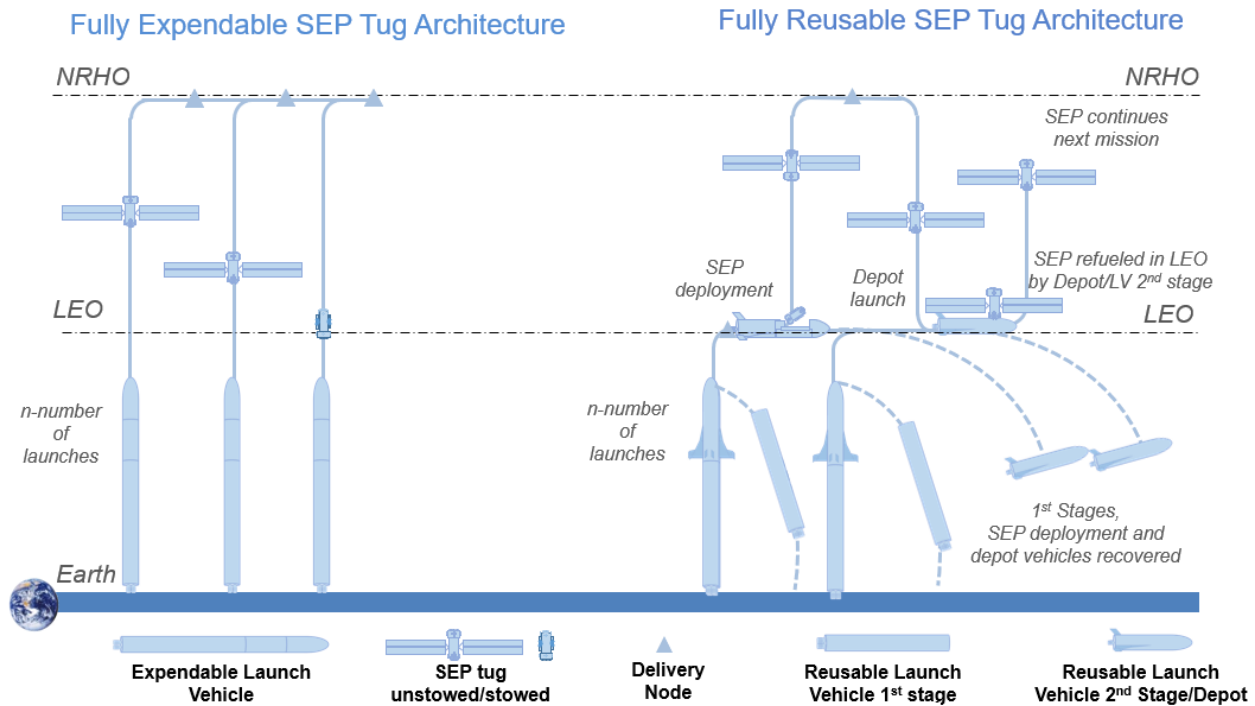 Fully Expendable SEP Tug Architecture
NRHO
LEO
n-number
of
launches
Earth
Fully Reusable SEP Tug Architecture
NRHO
SEP continues
next mission
SEP
deployment
Depot
launch
SEP refueled in LEO
by Depot/LV 2nd stage
LEO
n-number
of
launches
1st Stages,
SEP deployment and
depot vehicles recovered
Expendable Launch
Vehicle
SEP tug
unstowed/stowed
Delivery
Node
Reusable Launch
Vehicle 1st stage
Reusable Launch
Vehicle 2nd Stage/Depot